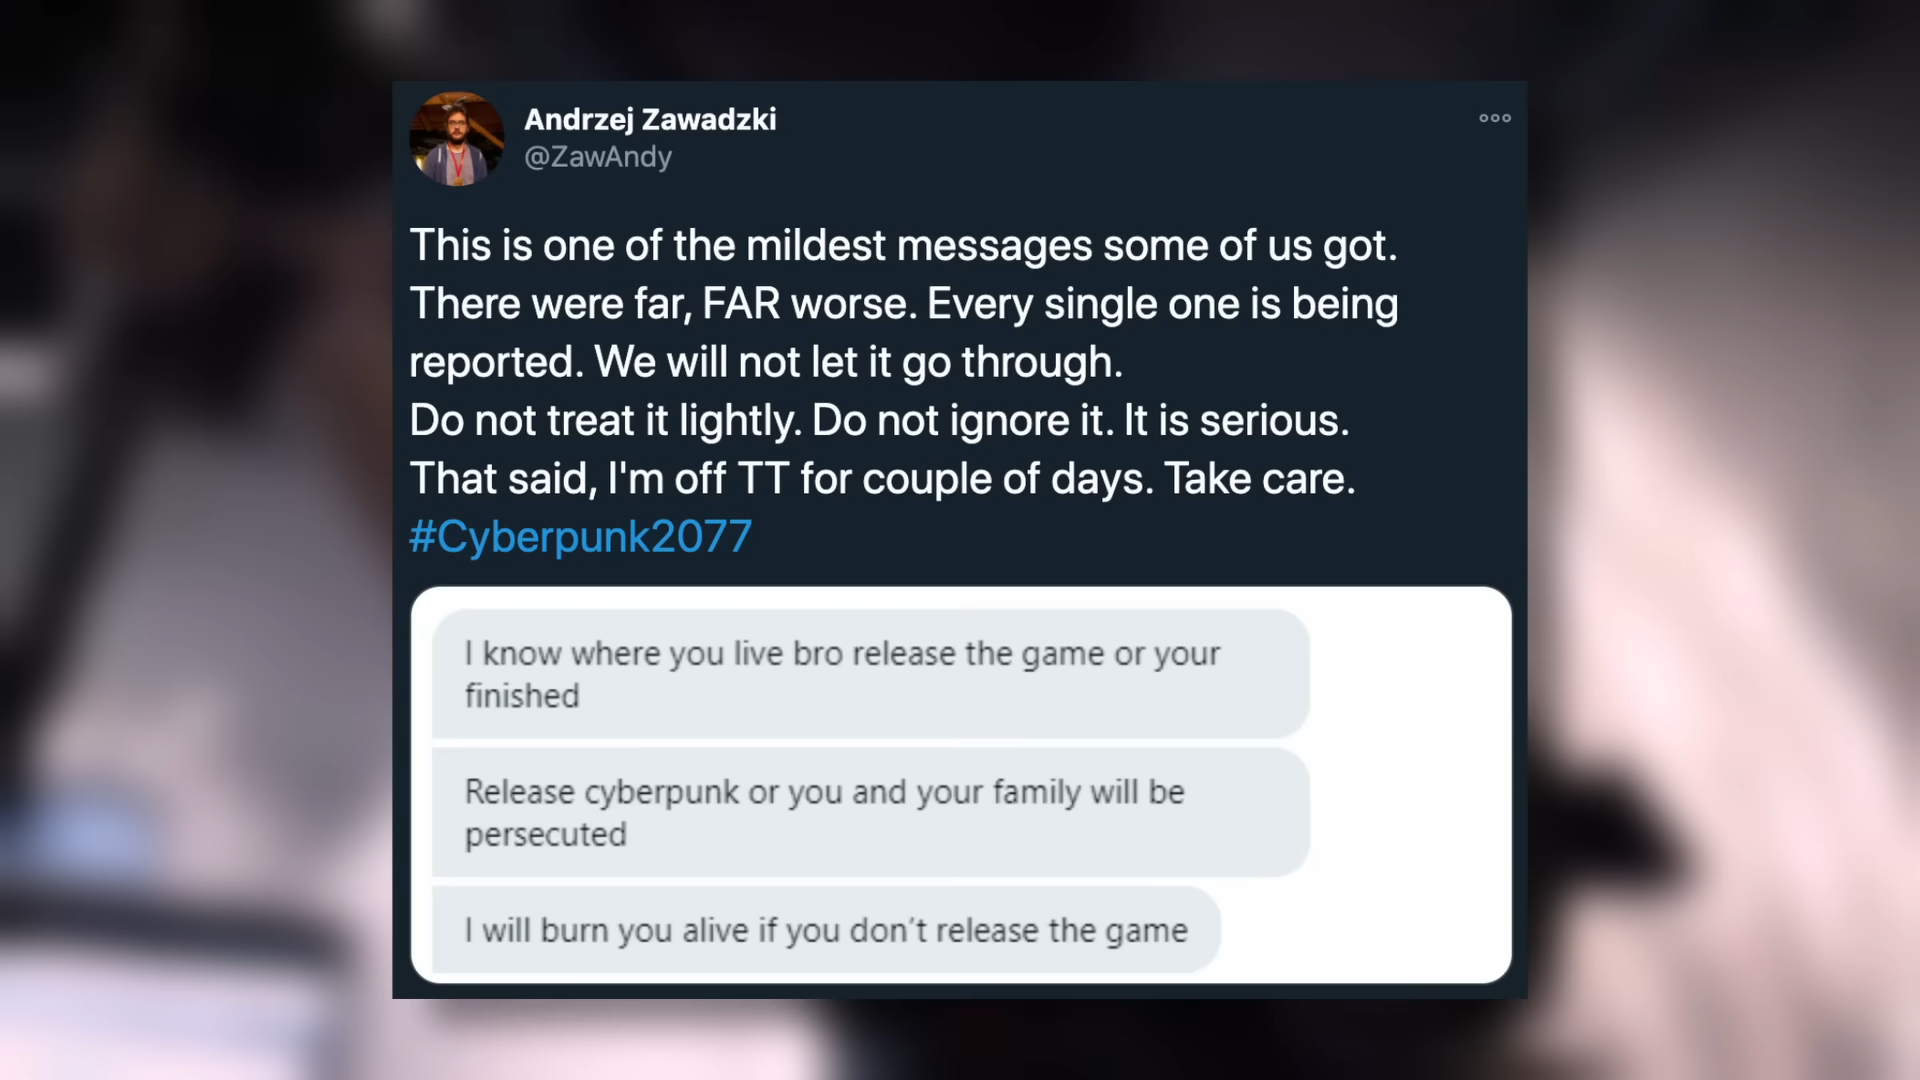 Andrzej Zawadzki
@ZawAndy
This is one of the mildest messages some of us got.
There were far, FAR worse. Every single one is being
reported. We will not let it go through.
Do not treat it lightly. Do not ignore it. It is serious.
That said, I'm off TT for couple of days. Take care.
#Cyberpunk2077
I know where you live bro release the game or your
finished
Release cyberpunk or you and your family will be
persecuted
I will burn you alive if you don’t release the game